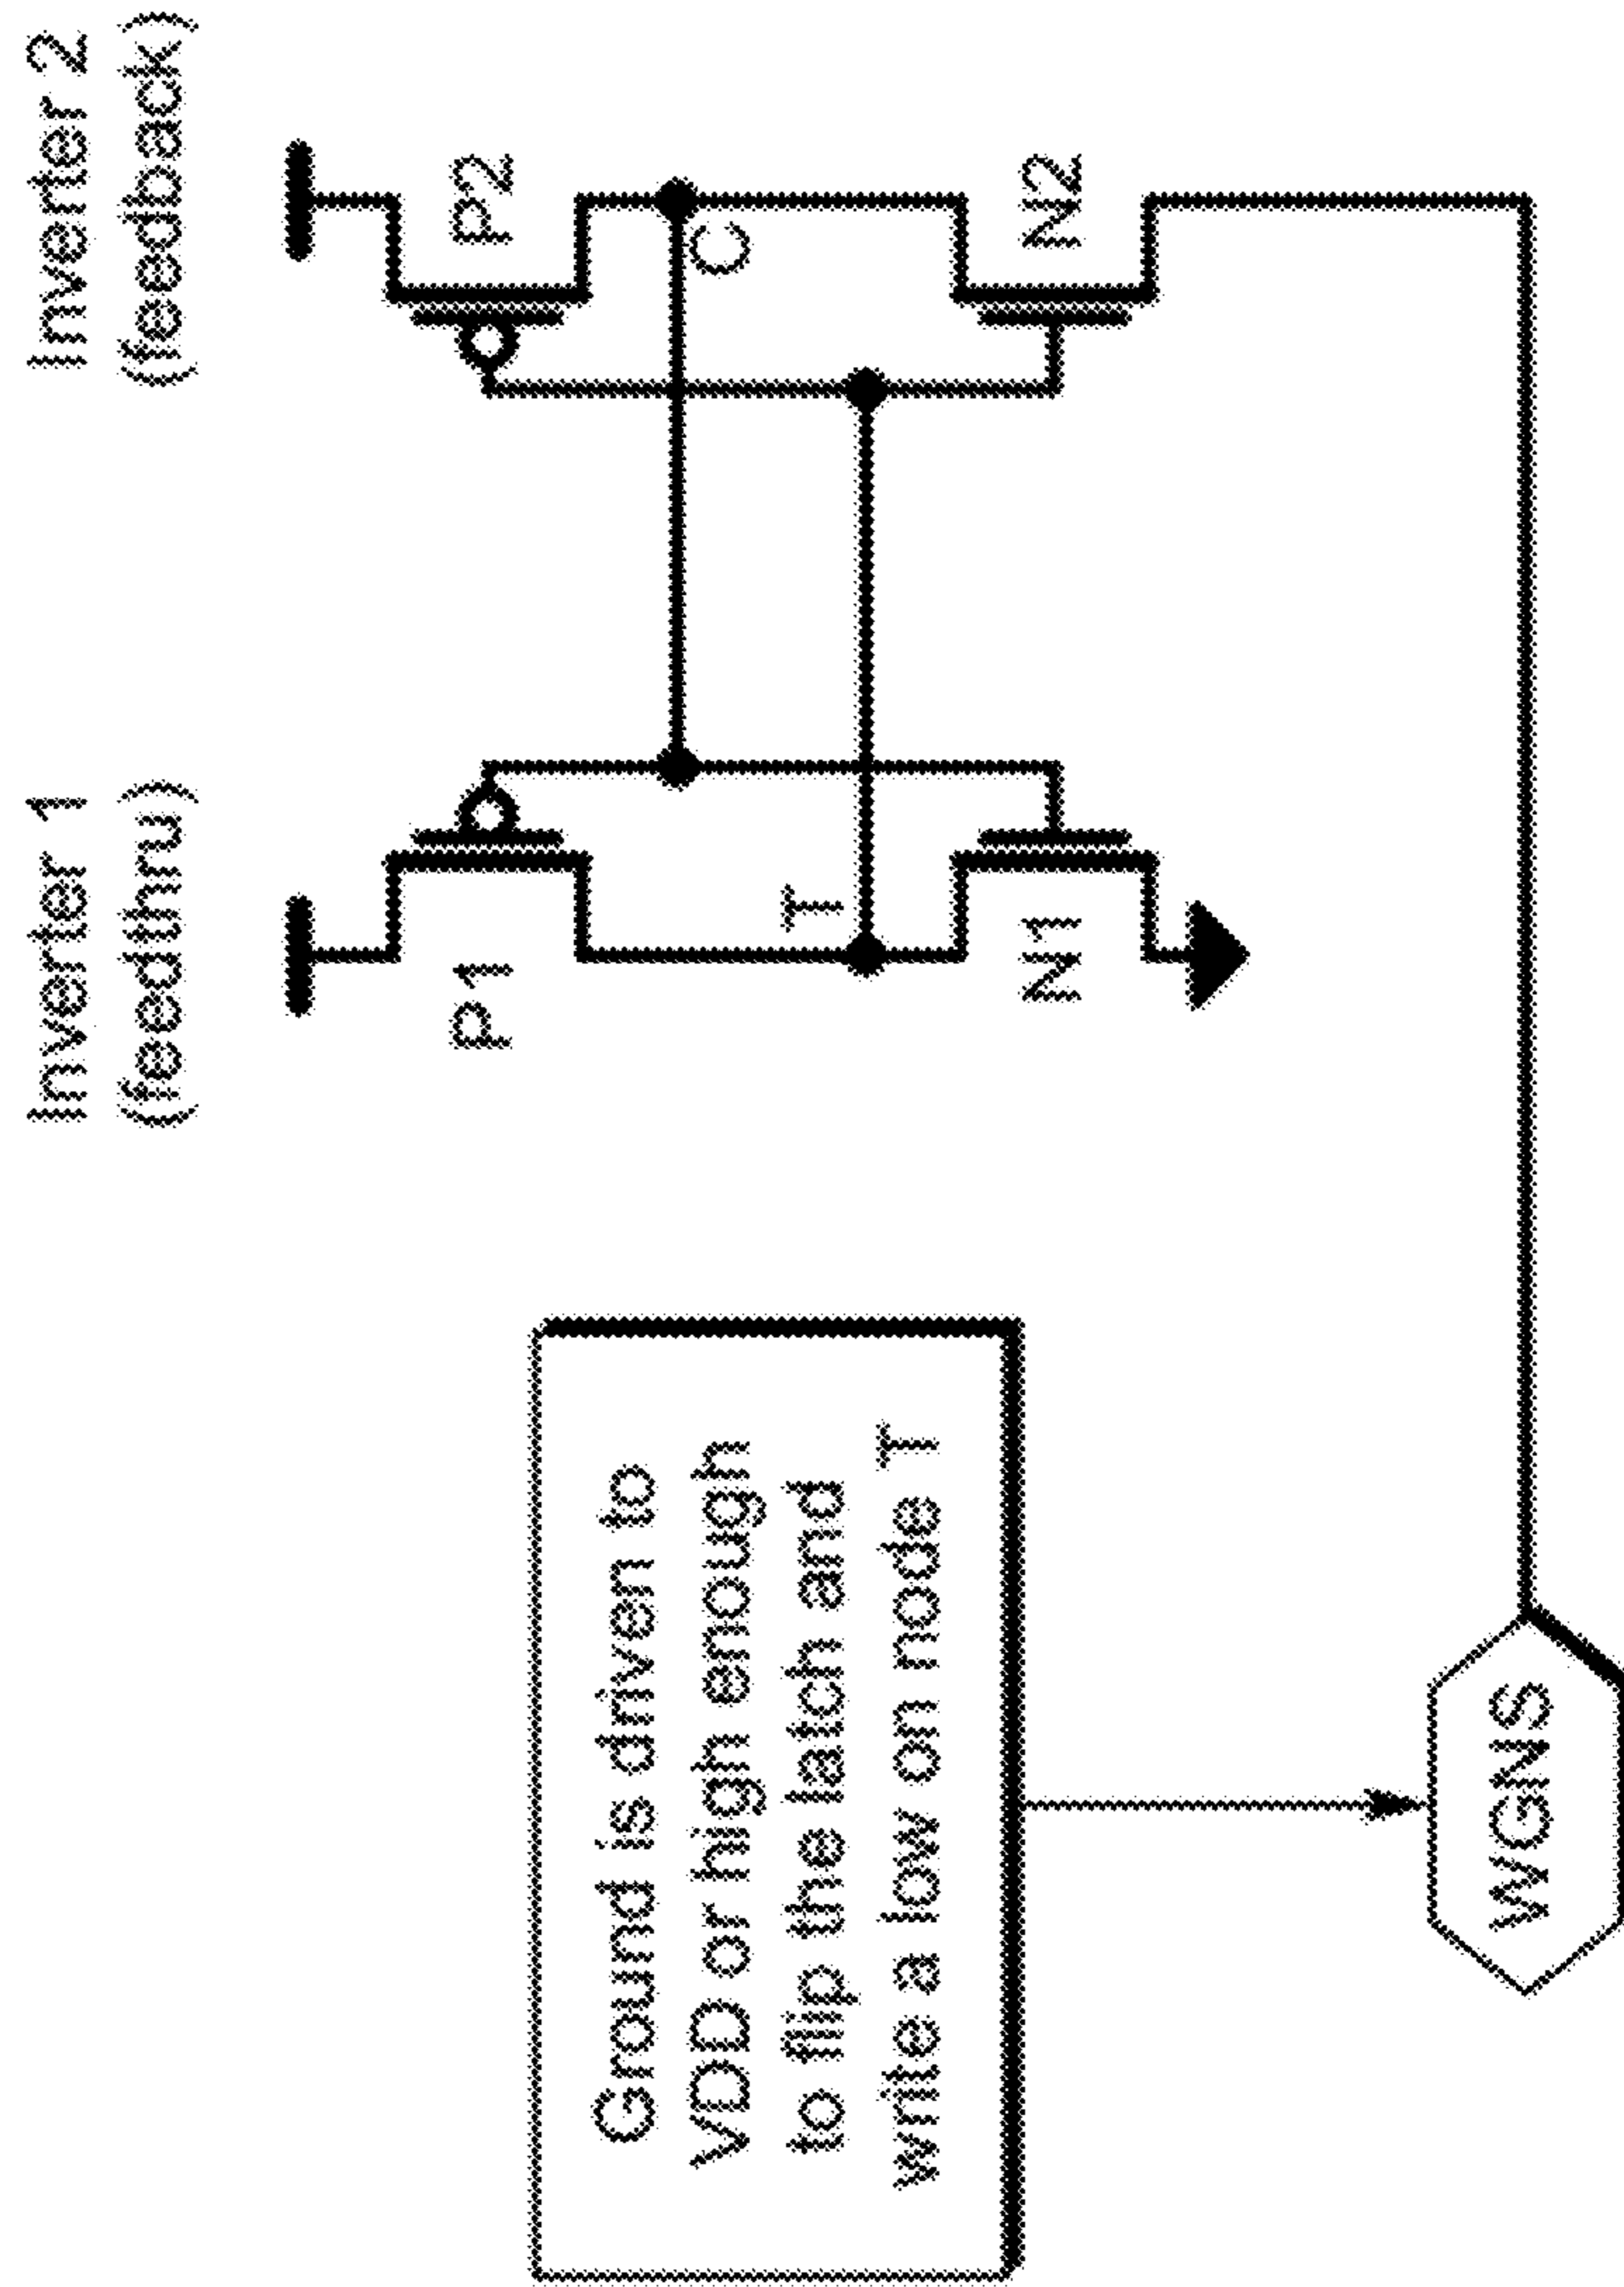 Inverter 1
(feedthru)
Inverter 2
(feedback)
P1
P2
T
C
N1
N2
Ground is driven to
VDD or high enough
to flip the latch and
write a low on node T
WGNS